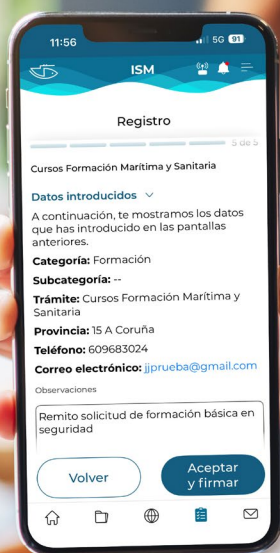 11:56
5G 91
ISM
Registro
5 de 5
Cursos Formación Marítima y Sanitaria
Datos introducidos
A continuación, te mostramos los datos
que has introducido en las pantallas
anteriores.
Categoría: Formación
Subcategoría: --
Trámite: Cursos Formación Marítima y
Sanitaria
Provincia: 15 A Coruña
Teléfono: 609683024
Correo electrónico: jjprueba@gmail.com
Observaciones
Remito solicitud de formación básica en
seguridad
Volver
Aceptar
y firmar